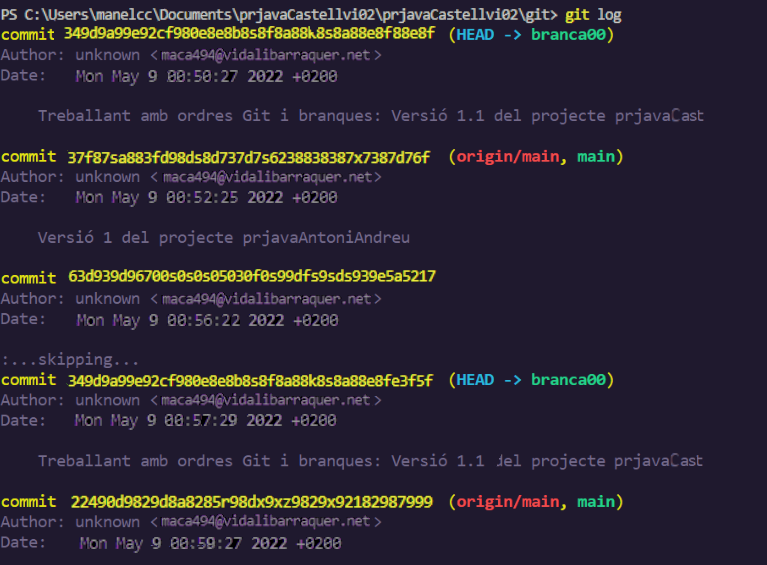 PS C:\Users\manelcc\Documents\prjavaCastellvi02\prjavaCastellvi02\git> git log
commit 349d9a99e92cf980e8e8b8s8f8a88k8s8a88e8f88e8f (HEAD -> branca00)
Author: unknown <maca494@vidalibarraquer.net>
Date: Mon May 9 00:50:27 2022 +0200
Treballant amb ordres Git i branques: Versió 1.1 del projecte prjavaCast
commit 37f87sa883fd98ds8d737d7s6238838387x7387d76f (origin/main, main)
Author: unknown <maca494@vidalibarraquer.net>
Date: Mon May 9 00:52:25 2022 +0200
Versió 1 del projecte prjavaAntoniAndreu
commit 63d939d96700s0s0s05030f0s99dfs9sds939e5a5217
Author: unknown <maca494@vidalibarraquer.net>
Date: Mon May 9 00:56:22 2022 +0200
:...skipping...
commit 349d9a99e92cf980e8e8b8s8f8a88k8s8a88e8fe3f5f (HEAD -> branca00)
Author: unknown <maca494@vidalibarraquer.net>
Date: Mon May 9 00:57:29 2022 +0200
Treballant amb ordres Git i branques: Versió 1.1 del projecte prjavaCast
commit 22490d9829d8a8285r98dx9xz9829x92182987999 (origin/main, main)
Author: unknown <maca494@vidalibarraquer.net>
Date: Mon May 9 00:59:27 2022 +0200